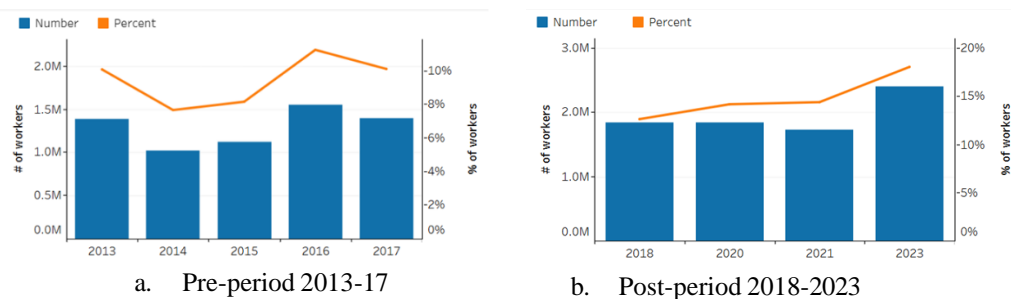 Number Percent
2.0M
1.5M
1.0M
0.5M
0.0M
# of workers
10%
8%
6%
4%
2%
0%
% of workers
2013 2014 2015 2016 2017
a. Pre-period 2013-17
Number Percent
3.0M
2.0M
1.0M
0.0M
# of workers
20%
15%
10%
5%
0%
% of workers
2018 2020 2021 2023
b. Post-period 2018-2023